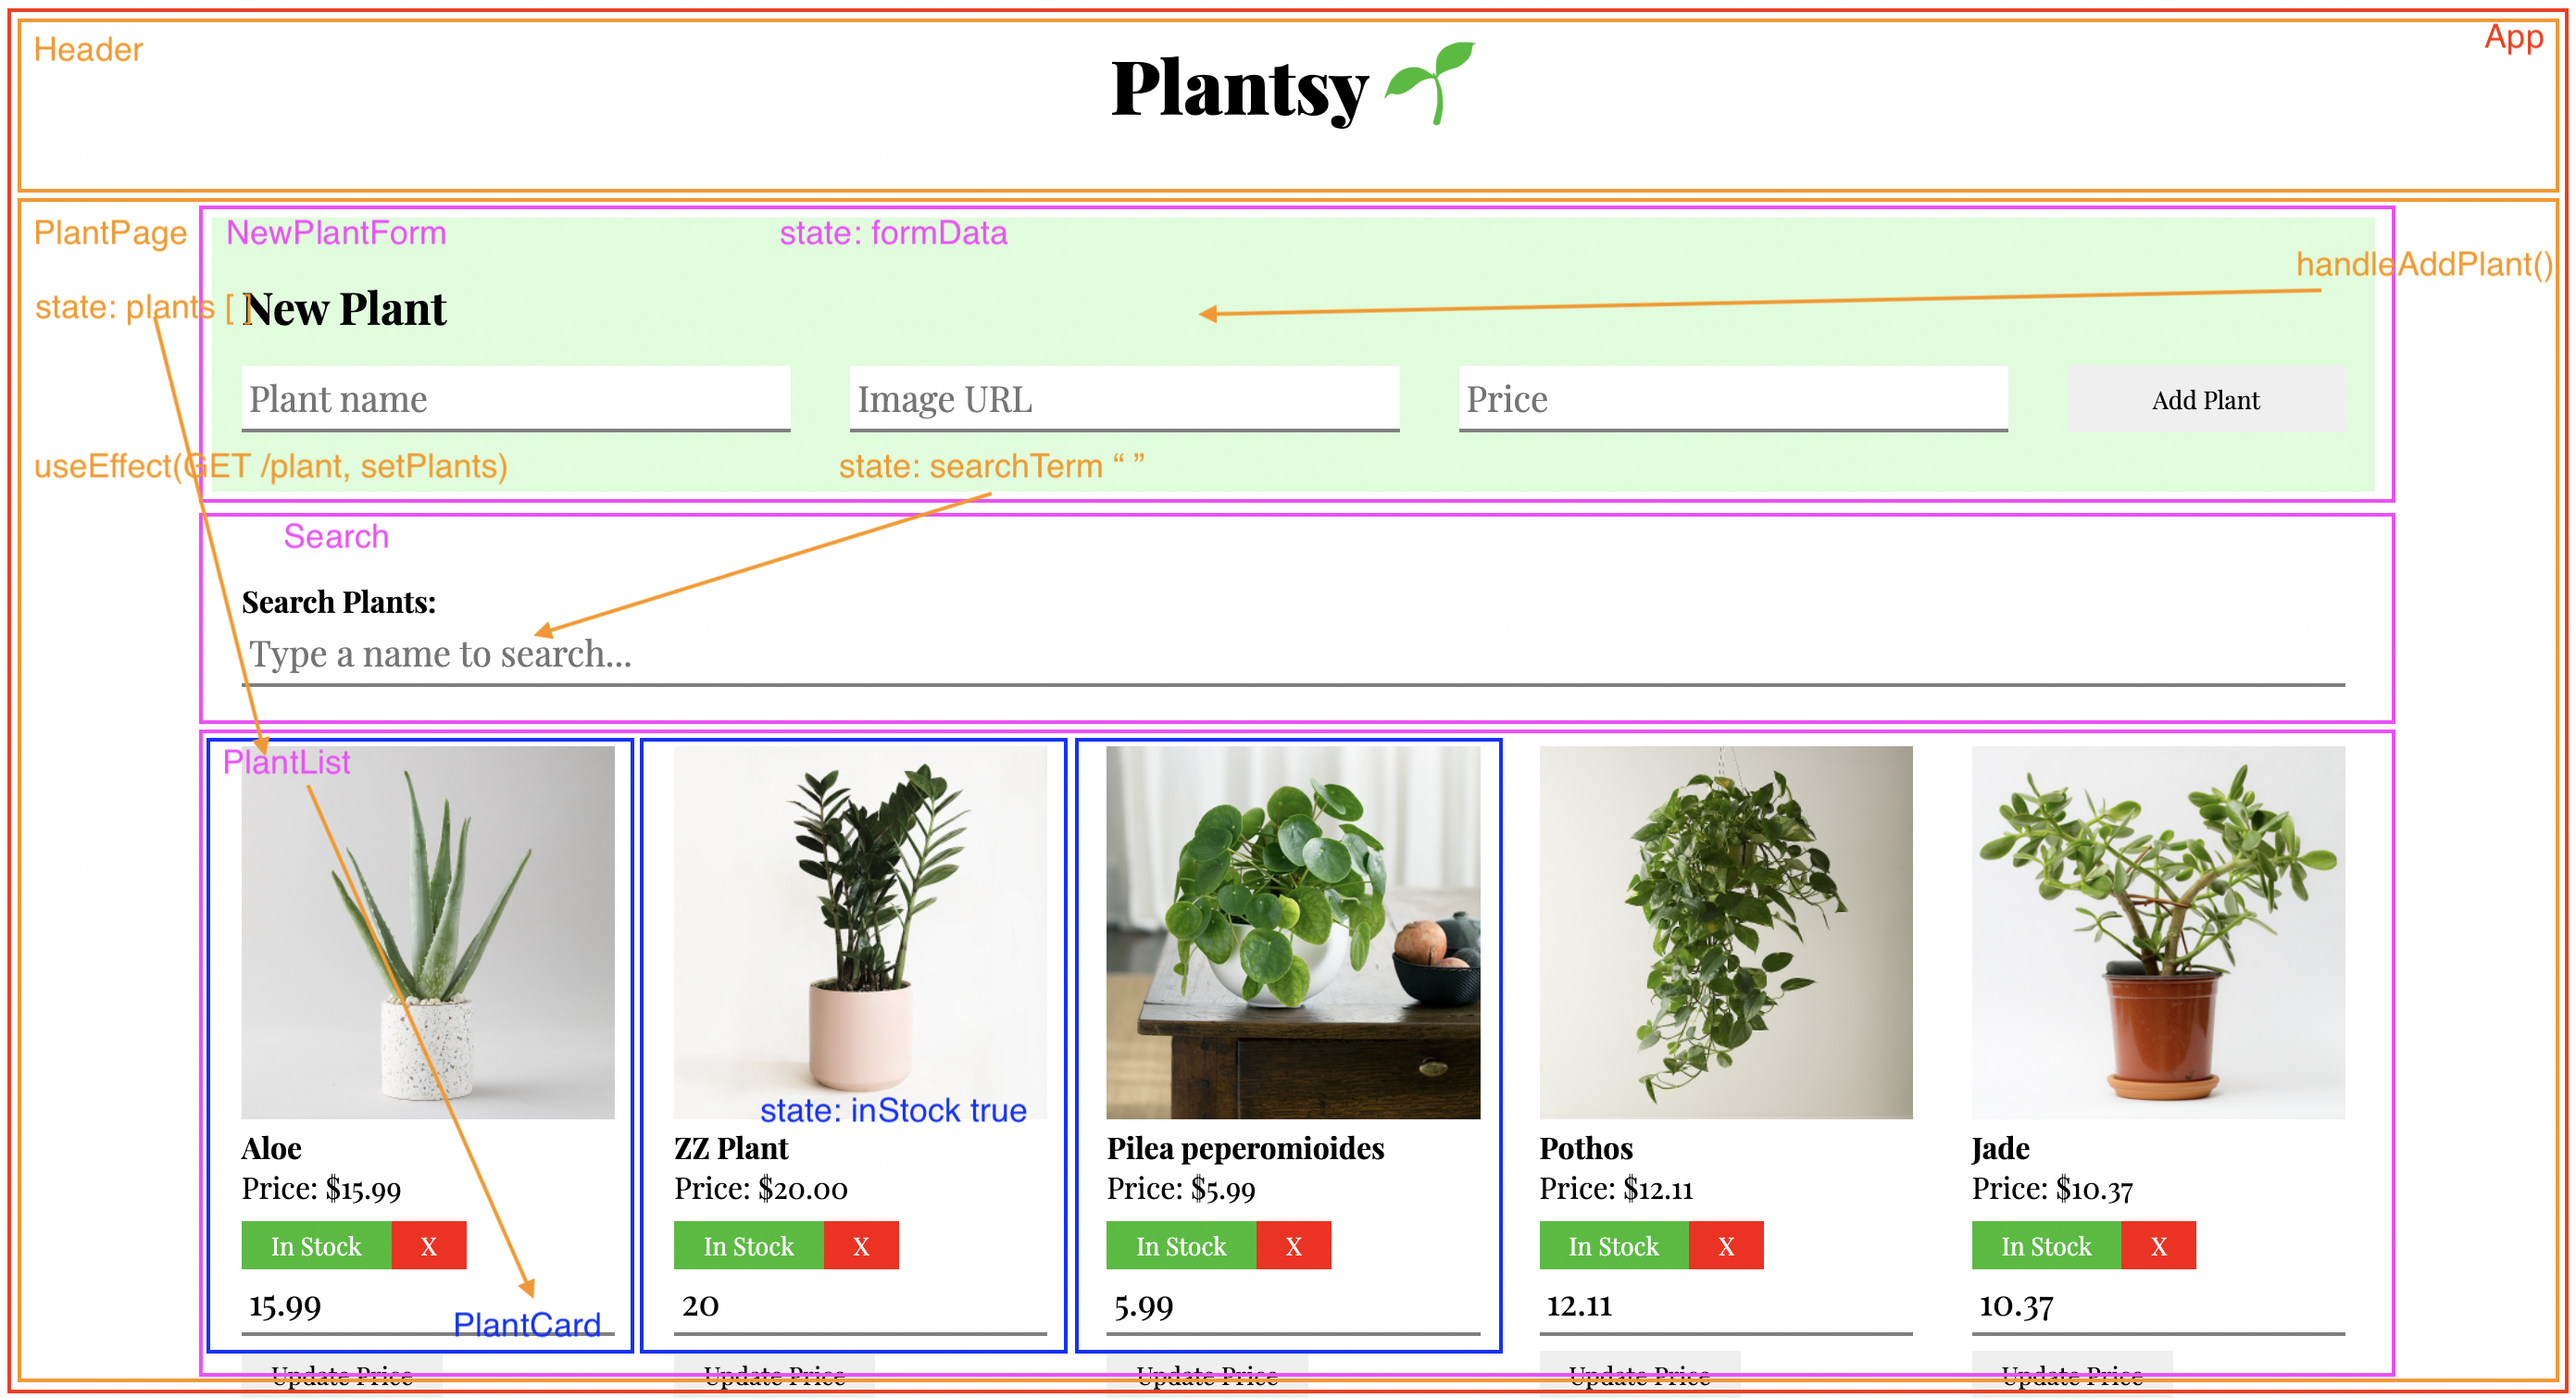 Header
App
Plantsy
PlantPage
NewPlantForm
state: formData
handleAddPlant()
state: plants [ ]
New Plant
Plant name
Image URL
Price
Add Plant
useEffect(GET /plant, setPlants)
state: searchTerm “ ”
Search
Search Plants:
Type a name to search...
PlantList
state: inStock true
Aloe
Price: $15.99
In Stock X
15.99
PlantCard
Update Price
ZZ Plant
Price: $20.00
In Stock X
20
Update Price
Pilea peperomioides
Price: $5.99
In Stock X
5.99
Update Price
Pothos
Price: $12.11
In Stock X
12.11
Update Price
Jade
Price: $10.37
In Stock X
10.37
Update Price